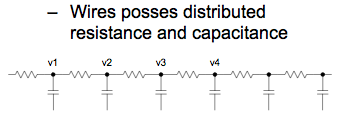 – Wires posses distributed
resistance and capacitance
v1 v2 v3 v4